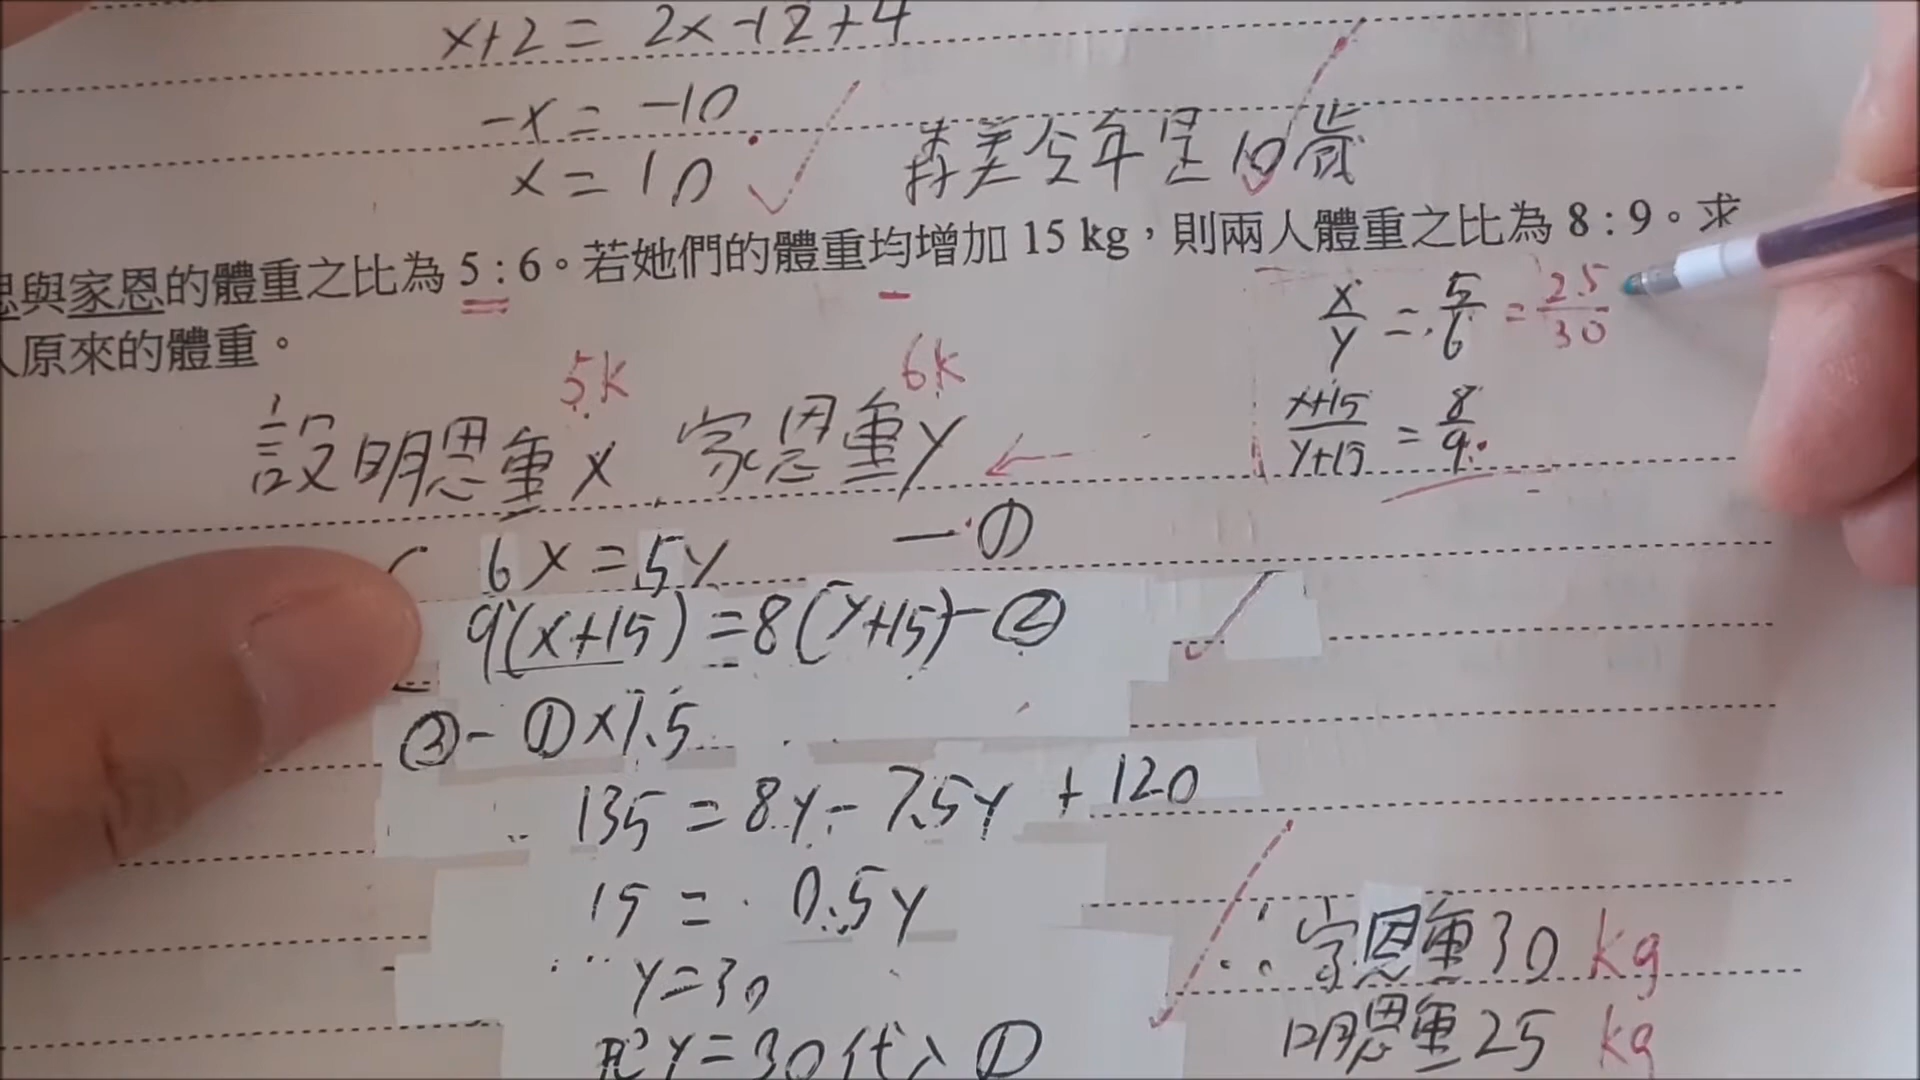 x+2 = 2x-12+4
-x = -10
x = 10
森美今年是10歲
思與家恩的體重之比為 5 : 6。若她們的體重均增加 15 kg，則兩人體重之比為 8 : 9。求
人原來的體重。
x/y = 5/6 = 25/30
5k 6k
(x+15)/(y+15) = 8/9
設明恩重x 家恩重y
6x = 5y —①
9(x+15) = 8(y+15) - ②
② - ①×1.5
135 = 8y - 7.5y + 120
15 = 0.5y
y = 30
把y=30代入①
∴家恩重30 kg
明恩重25 kg